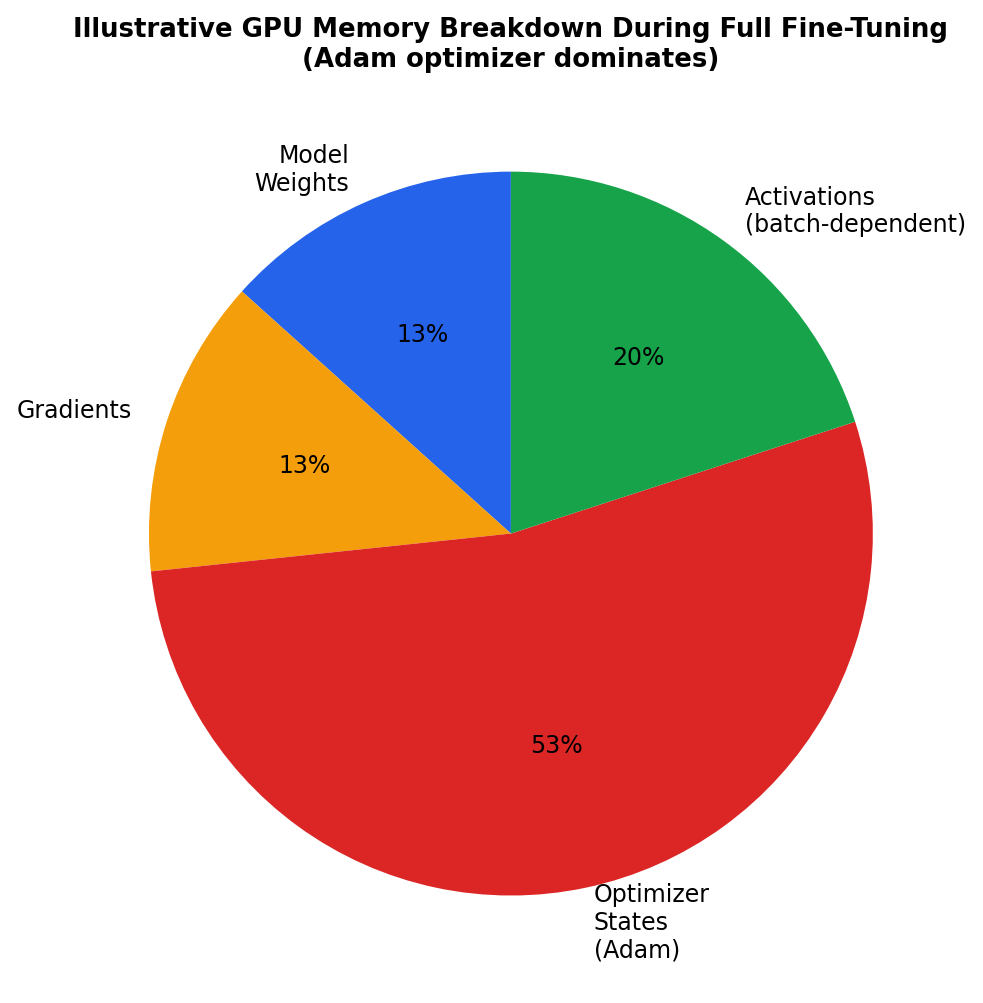 Illustrative GPU Memory Breakdown During Full Fine-Tuning
(Adam optimizer dominates)
Model
Weights
Activations
(batch-dependent)
13%
20%
Gradients
13%
53%
Optimizer
States
(Adam)